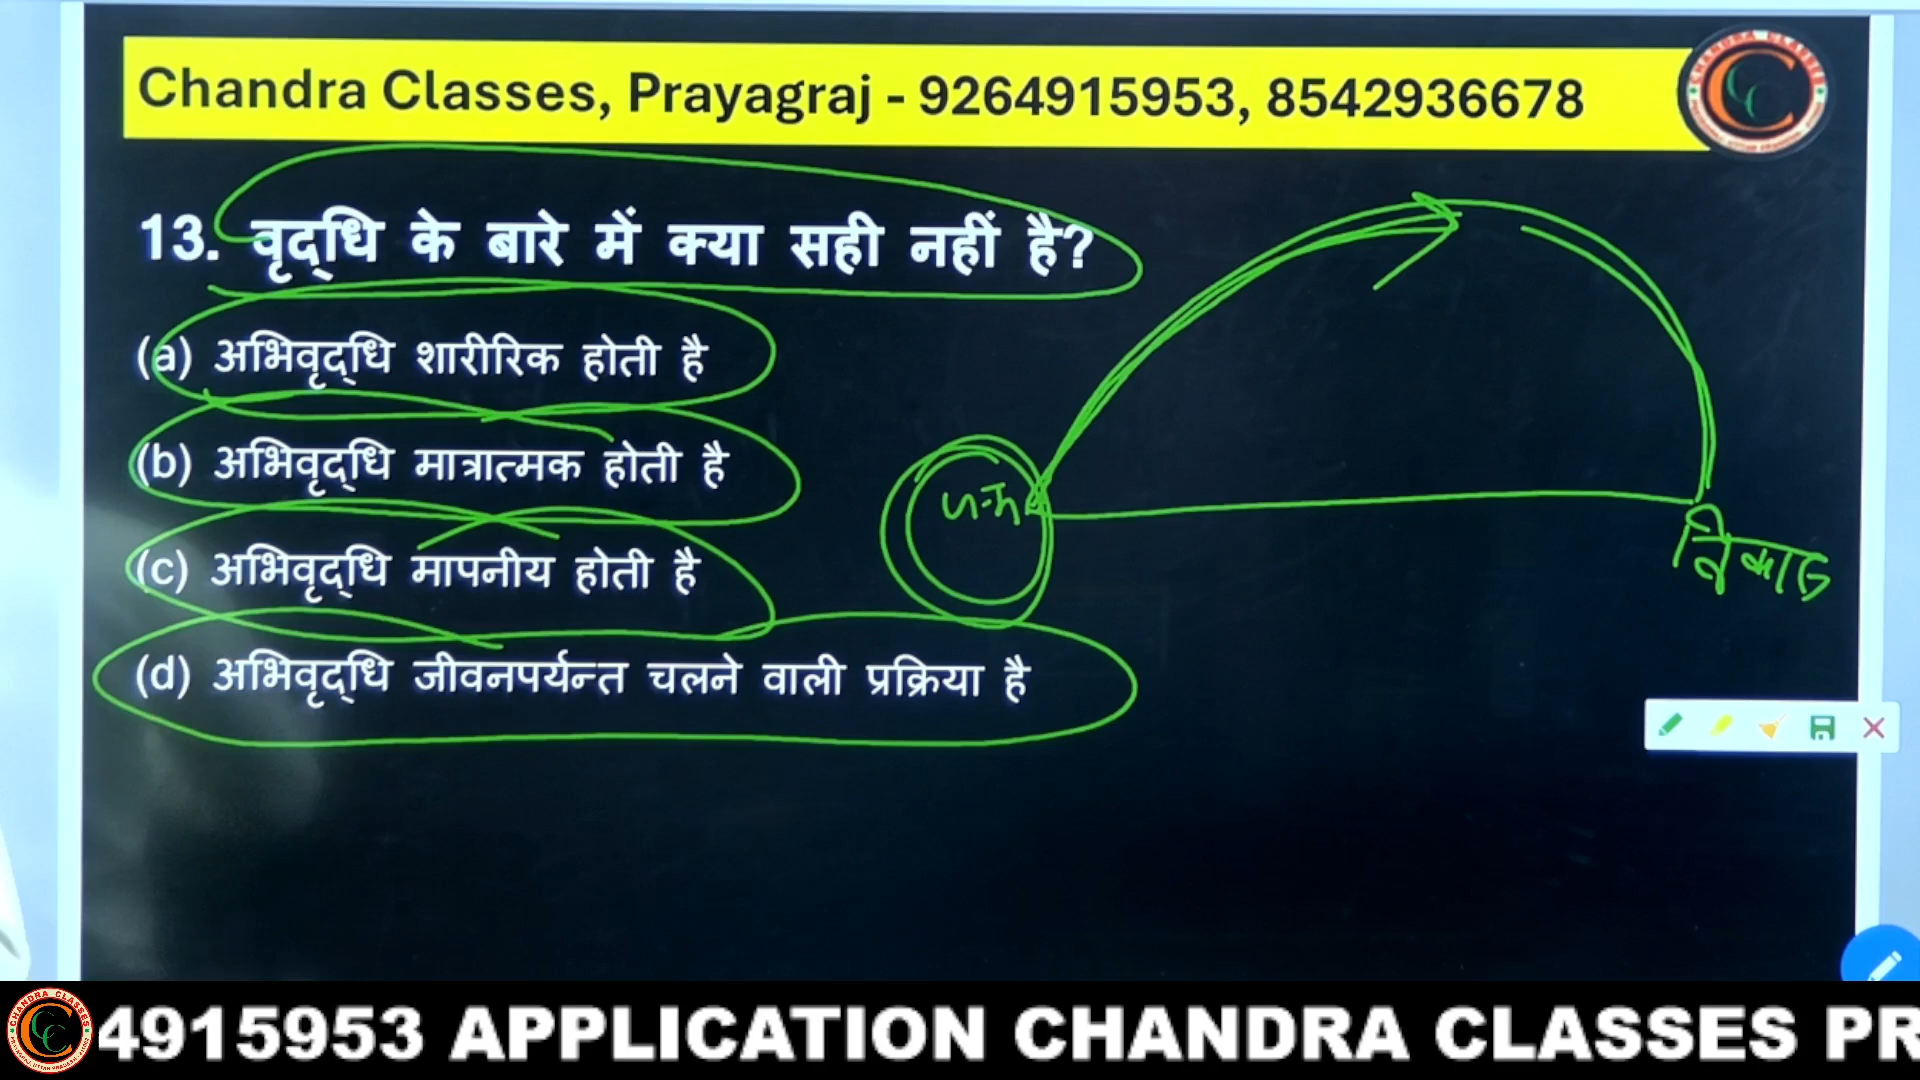 Chandra Classes, Prayagraj - 9264915953, 8542936678
13. वृद्धि के बारे में क्या सही नहीं है?
(a) अभिवृद्धि शारीरिक होती है
(b) अभिवृद्धि मात्रात्मक होती है
(c) अभिवृद्धि मापनीय होती है
(d) अभिवृद्धि जीवनपर्यन्त चलने वाली प्रक्रिया है
जन्म
विकास
4915953 APPLICATION CHANDRA CLASSES PR